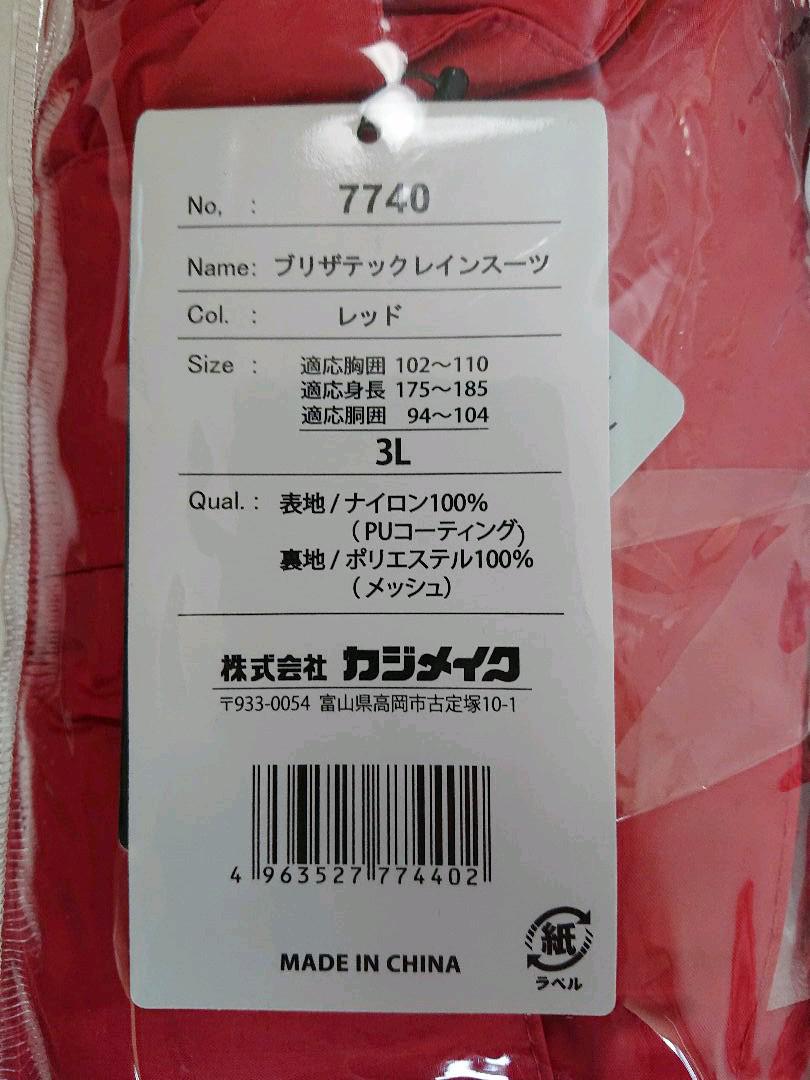 No, : 7740
Name: ブリザテックレインスーツ
Col. : レッド
Size : 適応胸囲 102〜110
適応身長 175〜185
適応胴囲 94〜104
3L
Qual. : 表地 / ナイロン100%
(PUコーティング)
裏地 / ポリエステル100%
(メッシュ)
株式会社 カジメイク
〒933-0054 富山県高岡市古定塚10-1
4 963527 774402
紙
ラベル
MADE IN CHINA